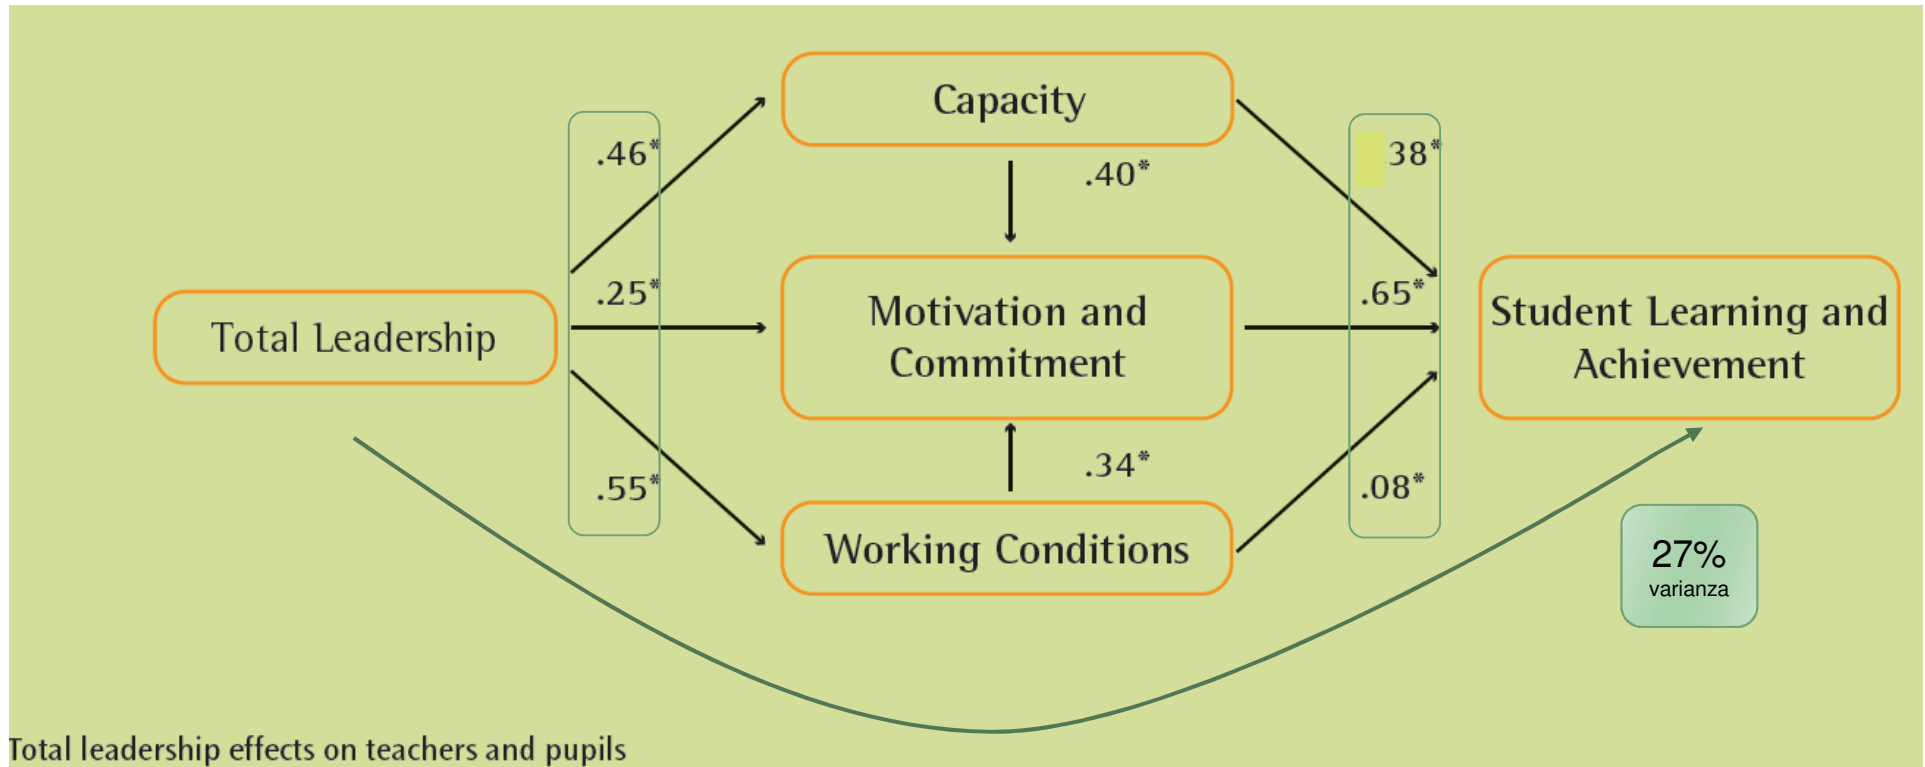 Capacity
.46*
38*
.40*
.25*
.65*
Total Leadership
Motivation and
Commitment
Student Learning and
Achievement
.34*
.55*
.08*
Working Conditions
27%
varianza
Total leadership effects on teachers and pupils